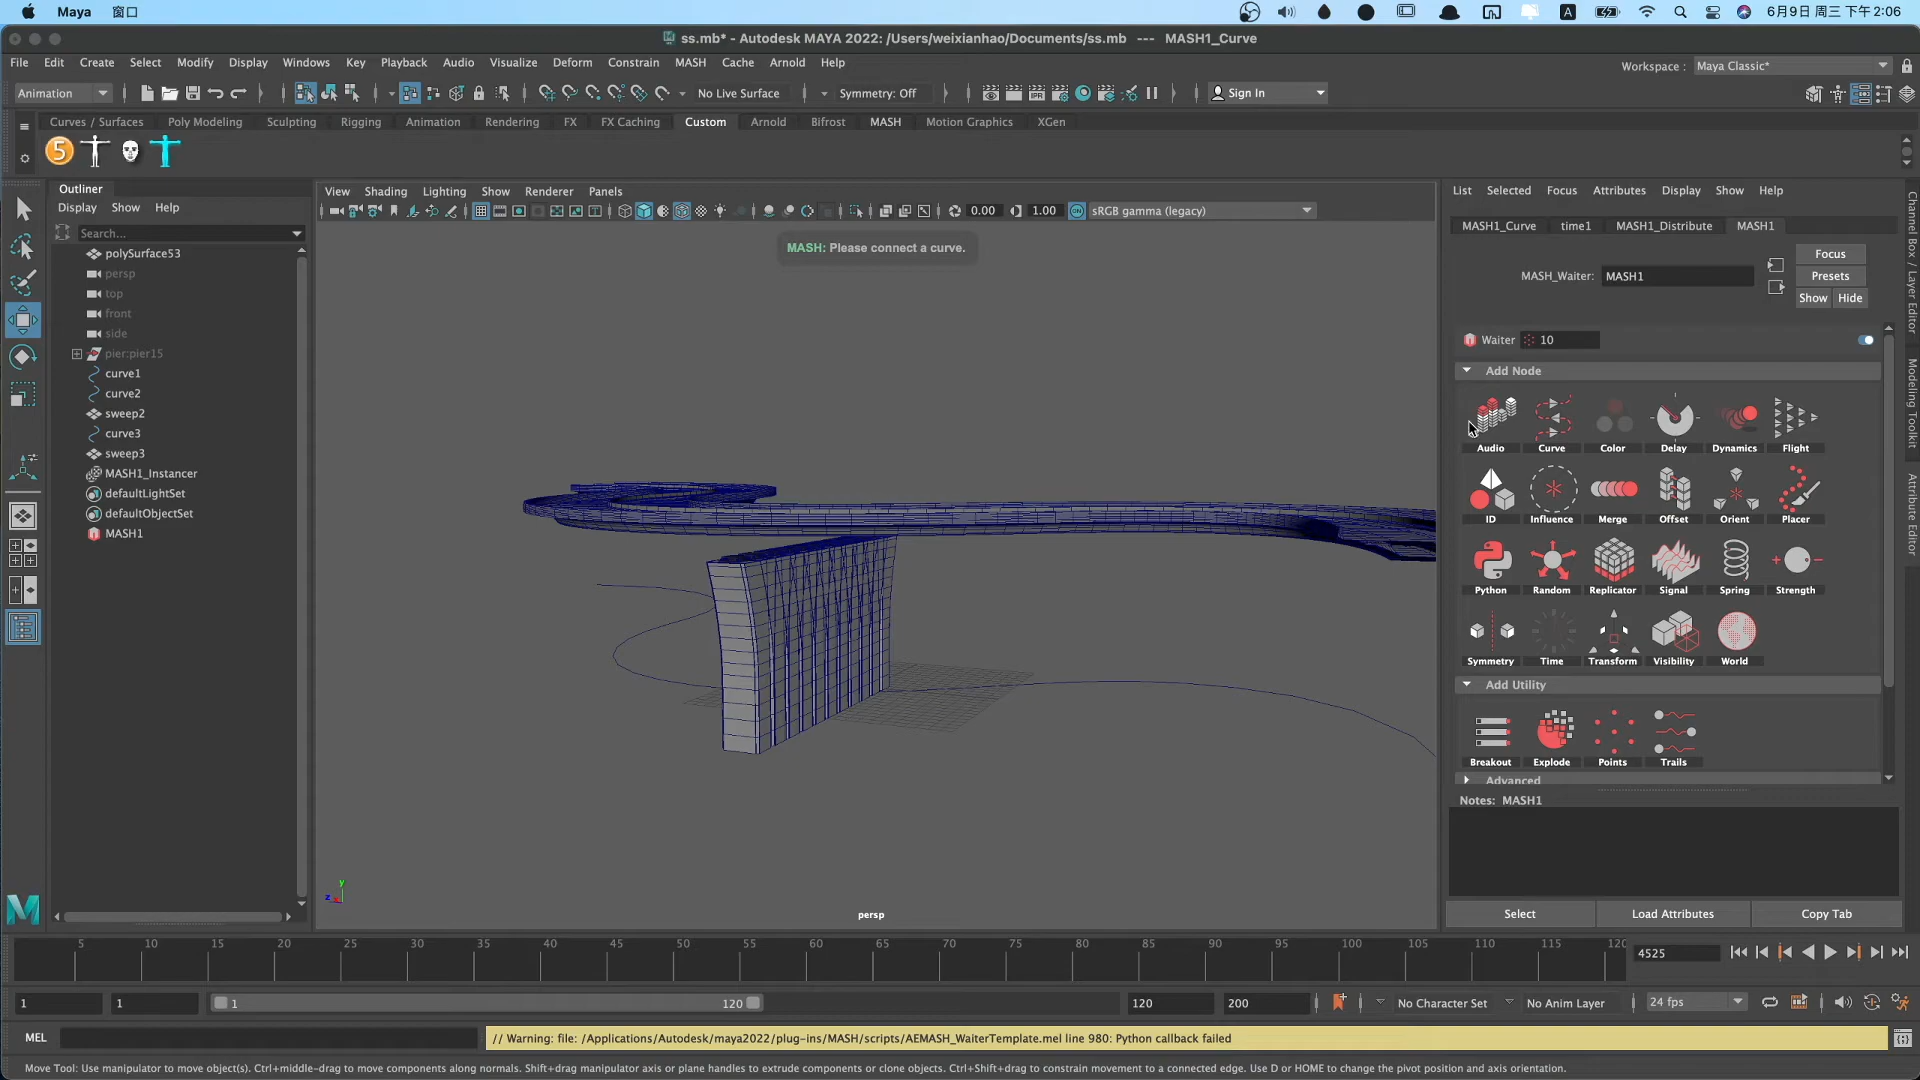 Maya 窗口 A 6月9日 周三 下午 2:06
ss.mb* - Autodesk MAYA 2022: /Users/weixianhao/Documents/ss.mb --- MASH1_Curve
File Edit Create Select Modify Display Windows Key Playback Audio Visualize Deform Constrain MASH Cache Arnold Help Workspace : Maya Classic*
Animation No Live Surface Symmetry: Off Sign In
Curves / Surfaces Poly Modeling Sculpting Rigging Animation Rendering FX FX Caching Custom Arnold Bifrost MASH Motion Graphics XGen
5
Outliner
Display Show Help
Search...
polySurface53
persp
top
front
side
pier:pier15
curve1
curve2
sweep2
curve3
sweep3
MASH1_Instancer
defaultLightSet
defaultObjectSet
MASH1
View Shading Lighting Show Renderer Panels
0.00 1.00 sRGB gamma (legacy)
MASH: Please connect a curve.
y
z
persp
List Selected Focus Attributes Display Show Help
MASH1_Curve time1 MASH1_Distribute MASH1
Focus
MASH_Waiter: MASH1 Presets
Show Hide
Waiter 10
Add Node
Audio Curve Color Delay Dynamics Flight
ID Influence Merge Offset Orient Placer
Python Random Replicator Signal Spring Strength
Symmetry Time Transform Visibility World
Add Utility
Breakout Explode Points Trails
Advanced
Notes: MASH1
Select Load Attributes Copy Tab
Channel Box / Layer Editor
Modeling Toolkit
Attribute Editor
5 10 15 20 25 30 35 40 45 50 55 60 65 70 75 80 85 90 95 100 105 110 115 120 4525
1 1 1 120 120 200 No Character Set No Anim Layer 24 fps
MEL // Warning: file: /Applications/Autodesk/maya2022/plug-ins/MASH/scripts/AEMASH_WaiterTemplate.mel line 980: Python callback failed
Move Tool: Use manipulator to move object(s). Ctrl+middle-drag to move components along normals. Shift+drag manipulator axis or plane handles to extrude components or clone objects. Ctrl+Shift+drag to constrain movement to a connected edge. Use D or HOME to change the pivot position and axis orientation.